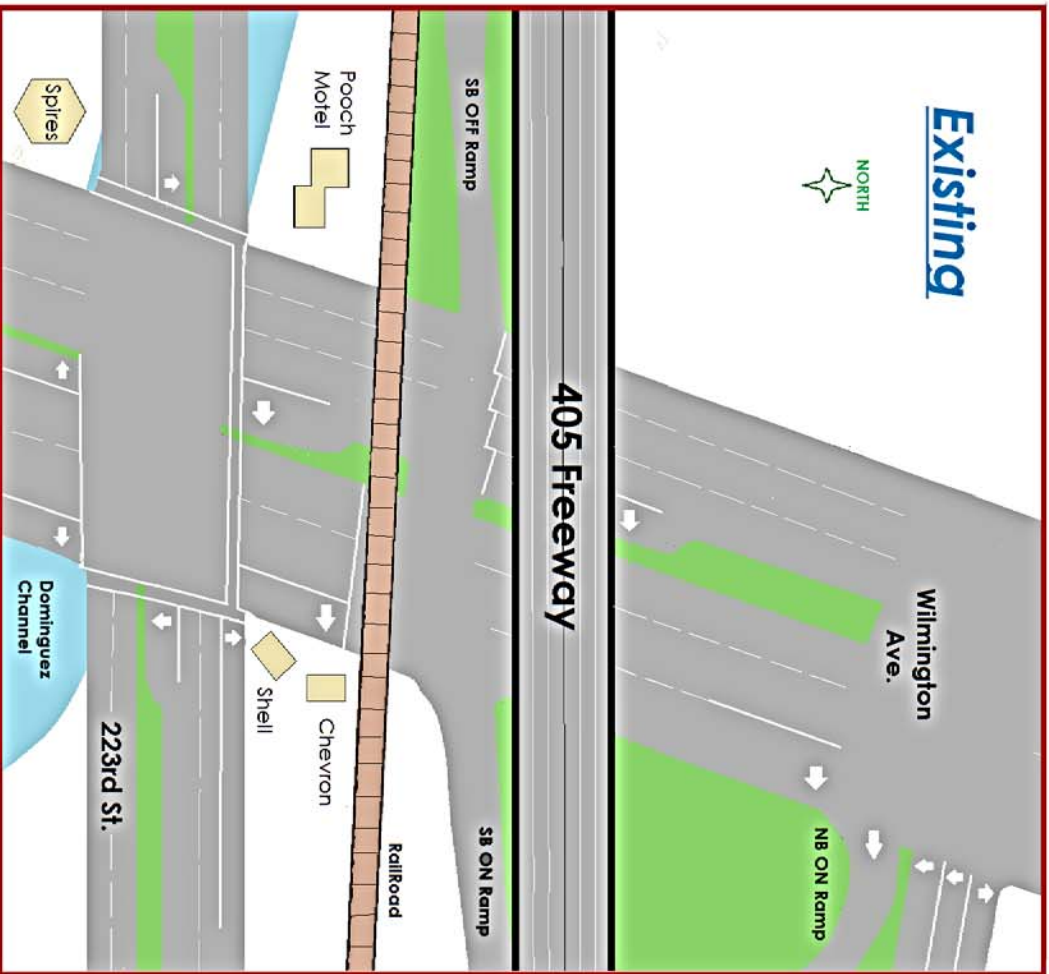 Existing
NORTH
Wilmington
Ave.
NB ON Ramp
405 Freeway
SB OFF Ramp
SB ON Ramp
RailRoad
Pooch
Motel
Chevron
Shell
Spires
223rd St.
Dominguez
Channel